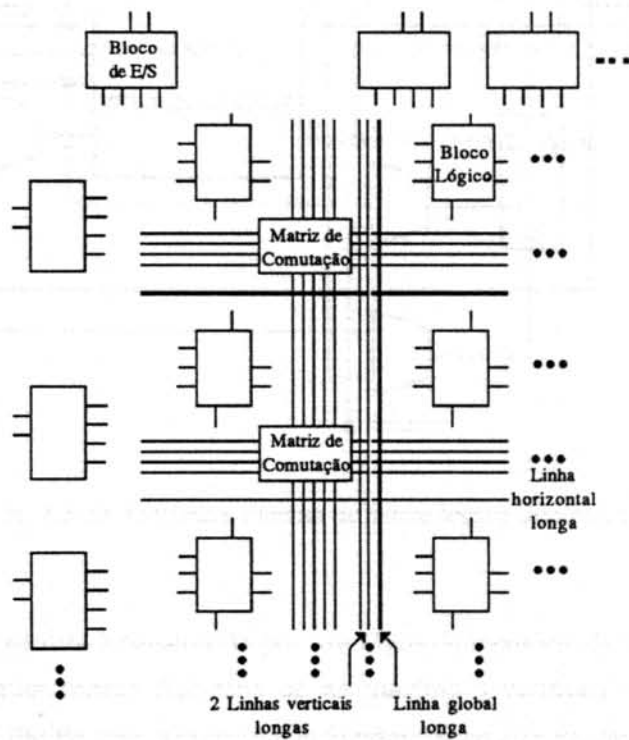 Bloco
de E/S
Bloco
Lógico
Matriz de
Comutação
Matriz de
Comutação
Linha
horizontal
longa
2 Linhas verticais
longas
Linha global
longa